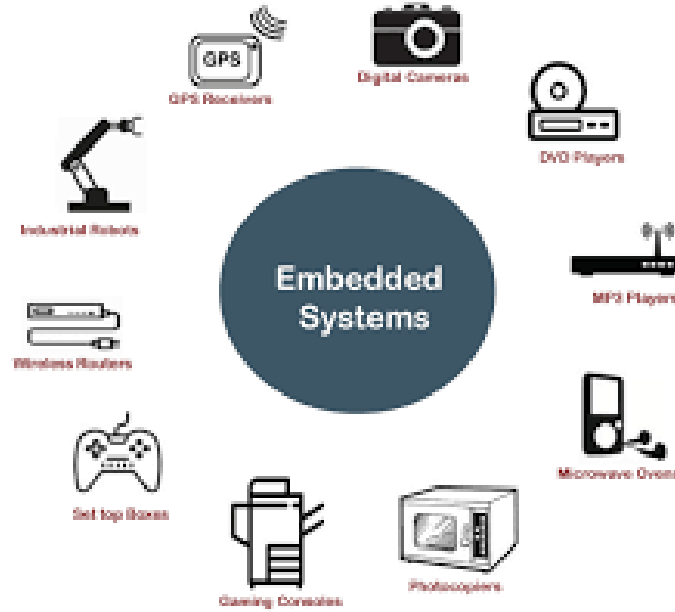 GPS
GPS Receivers
Digital Cameras
DVD Players
Industrial Robots
Embedded
Systems
MP3 Players
Wireless Routers
Microwave Ovens
Set top Boxes
Photocopiers
Gaming Consoles